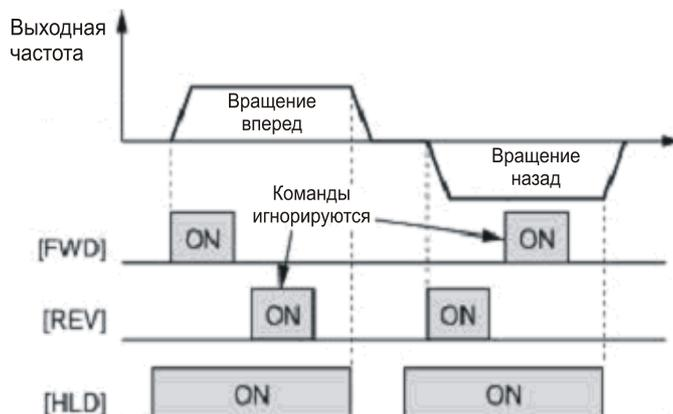 Выходная
частота
Вращение
вперед
Вращение
назад
Команды
игнорируются
[FWD]
ON
ON
[REV]
ON
ON
[HLD]
ON
ON